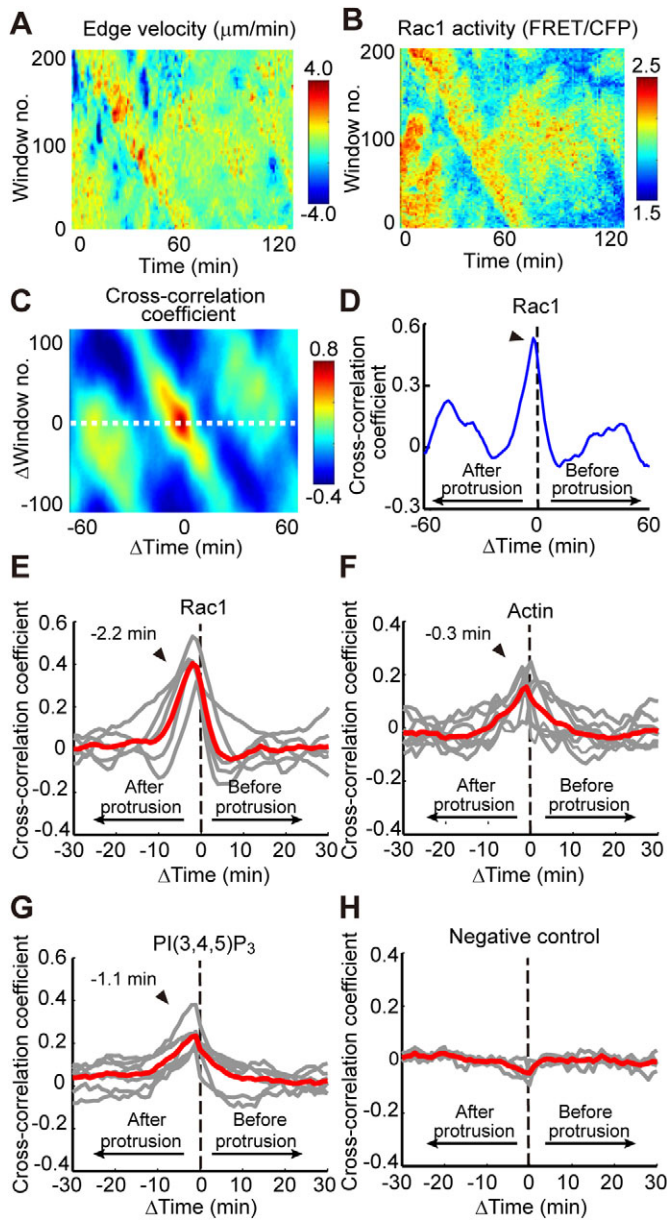 A
Edge velocity (μm/min)
Window no.
200
100
0
0
60
120
Time (min)
4.0
-4.0
B
Rac1 activity (FRET/CFP)
Window no.
200
100
0
0
60
120
Time (min)
2.5
1.5
C
Cross-correlation
coefficient
ΔWindow no.
100
0
-100
-60
0
60
ΔTime (min)
0.8
-0.4
D
Rac1
Cross-correlation
coefficient
0.6
0.3
0
-0.3
After
protrusion
Before
protrusion
-60
0
60
ΔTime (min)
E
Rac1
Cross-correlation coefficient
0.6
0.4
0.2
0
-0.4
-2.2 min
After
protrusion
Before
protrusion
-30
-20
-10
0
10
20
30
ΔTime (min)
F
Actin
Cross-correlation coefficient
0.4
0.2
0
-0.2
-0.4
-0.3 min
After
protrusion
Before
protrusion
-30
-20
-10
0
10
20
30
ΔTime (min)
G
PI(3,4,5)P3
Cross-correlation coefficient
0.6
0.4
0.2
0
-0.4
-1.1 min
After
protrusion
Before
protrusion
-30
-20
-10
0
10
20
30
ΔTime (min)
H
Negative control
Cross-correlation coefficient
0.4
0.2
0
-0.2
-0.4
After
protrusion
Before
protrusion
-30
-20
-10
0
10
20
30
ΔTime (min)